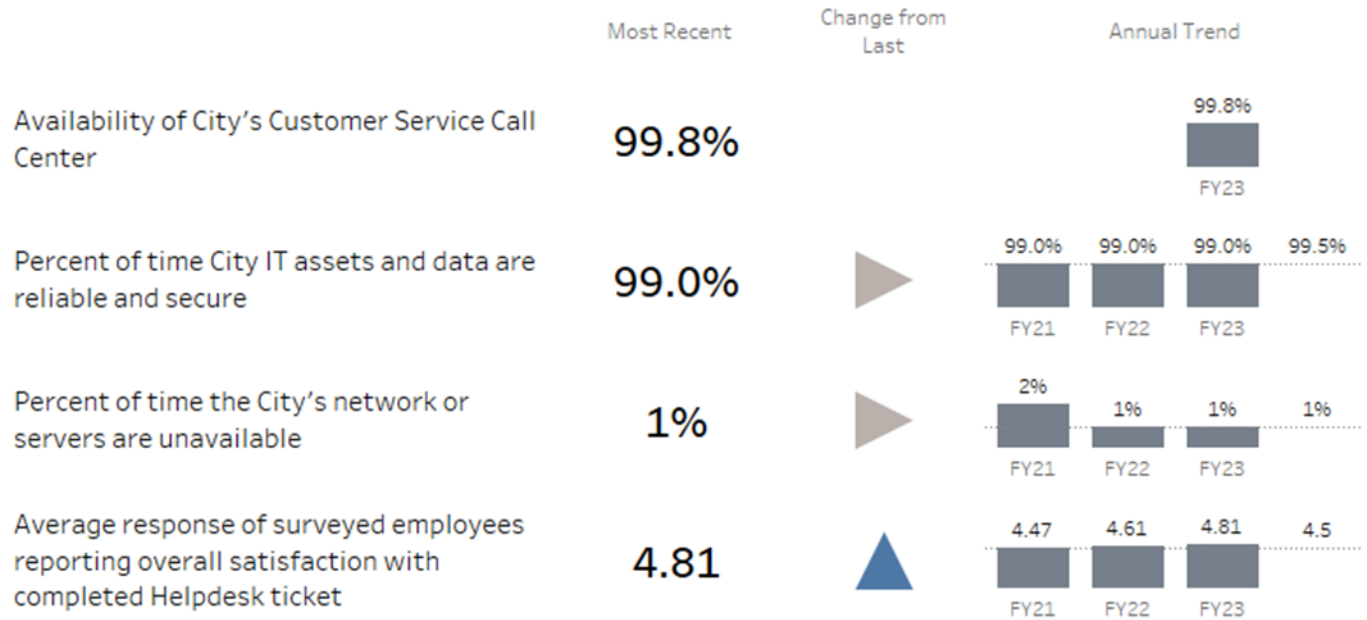 Most Recent
Change from
Last
Annual Trend
Availability of City's Customer Service Call
Center
99.8%
99.8%
FY23
Percent of time City IT assets and data are
reliable and secure
99.0%
99.0% 99.0% 99.0% 99.5%
FY21 FY22 FY23
Percent of time the City's network or
servers are unavailable
1%
2% 1% 1% 1%
FY21 FY22 FY23
Average response of surveyed employees
reporting overall satisfaction with
completed Helpdesk ticket
4.81
4.47 4.61 4.81 4.5
FY21 FY22 FY23